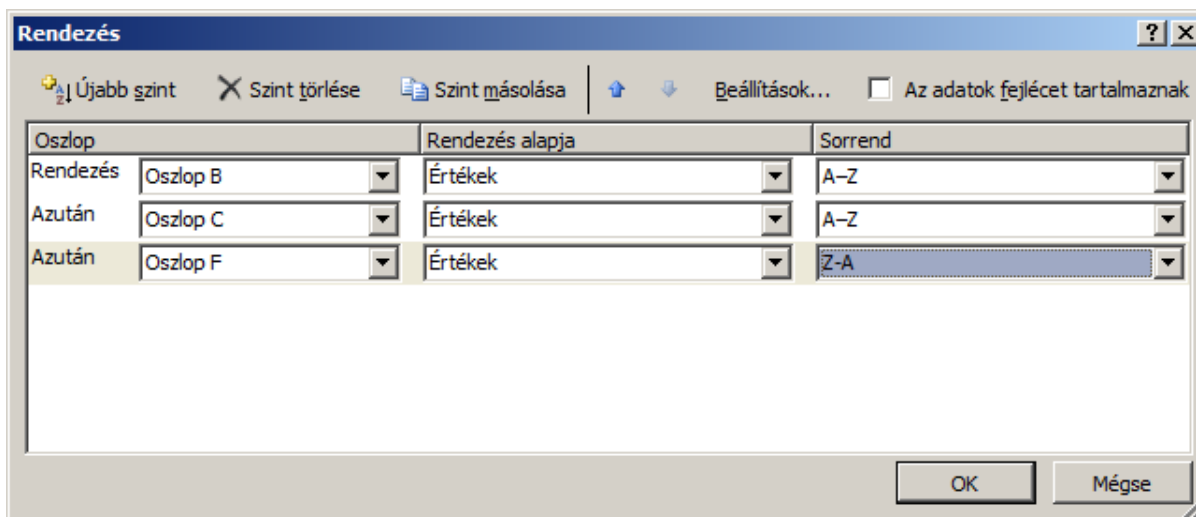 Rendezés
Újabb szint Szint törlése Szint másolása Beállítások... Az adatok fejlécet tartalmaznak
Oszlop Rendezés alapja Sorrend
Rendezés Oszlop B Értékek A–Z
Azután Oszlop C Értékek A–Z
Azután Oszlop F Értékek Z-A
OK Mégse